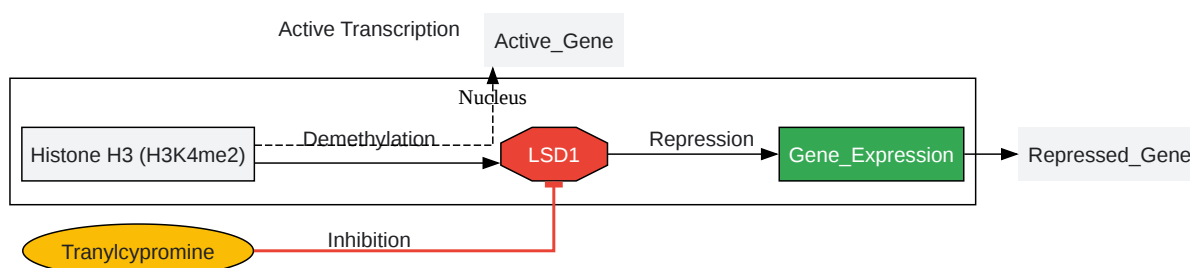 Active Transcription
Active_Gene
Nucleus
Histone H3 (H3K4me2)
Demethylation
LSD1
Repression
Gene_Expression
Repressed_Gene
Tranylcypromine
Inhibition